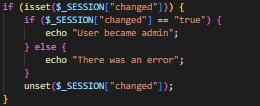 if (isset($_SESSION["changed"])) {
    if ($_SESSION["changed"] == "true") {
        echo "User became admin";
    } else {
        echo "There was an error";
    }
    unset($_SESSION["changed"]);
}